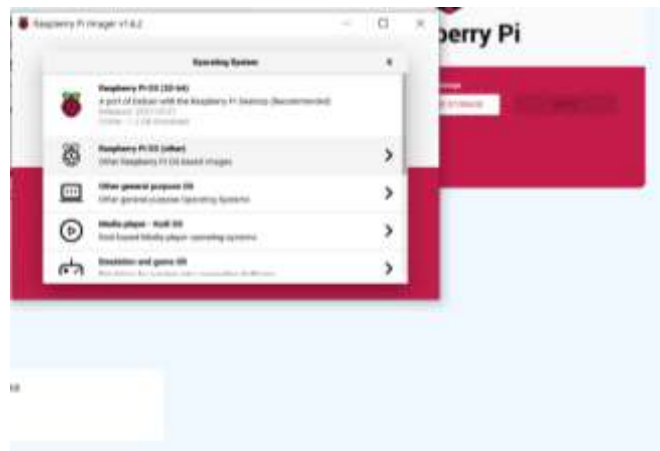 Raspberry Pi Imager v1.6.2
perry Pi
Operating System
x
Raspberry Pi OS (32-bit)
A port of Debian with the Raspberry Pi Desktop (Recommended)
Raspberry Pi OS (other)
Other Raspberry Pi OS based images
Other general purpose OS
Other general purpose Operating Systems
Media player - Kodi OS
Kodi based Media player operating systems
Emulation and game OS